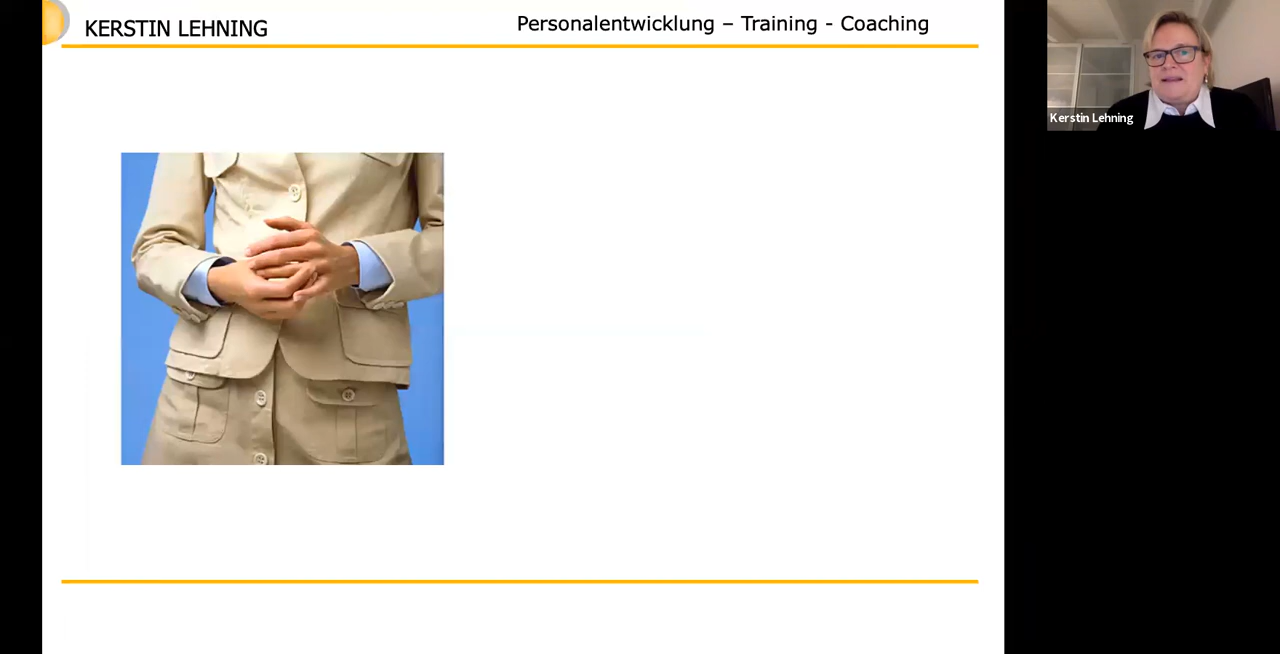 KERSTIN LEHNING
Personalentwicklung – Training - Coaching
Kerstin Lehning